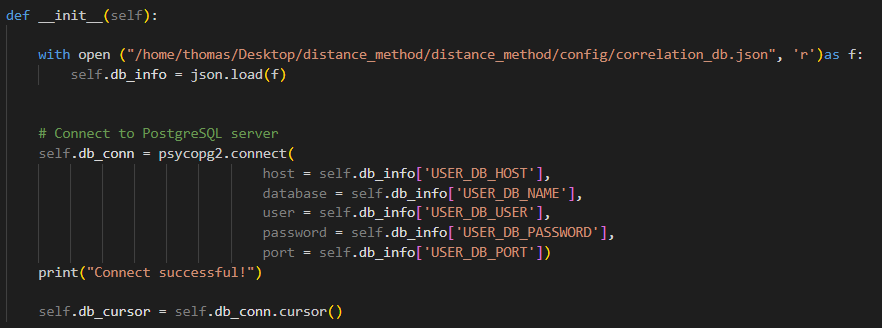 def __init__(self):
with open ("/home/thomas/Desktop/distance_method/distance_method/config/correlation_db.json", 'r')as f:
self.db_info = json.load(f)
# Connect to PostgreSQL server
self.db_conn = psycopg2.connect(
host = self.db_info['USER_DB_HOST'],
database = self.db_info['USER_DB_NAME'],
user = self.db_info['USER_DB_USER'],
password = self.db_info['USER_DB_PASSWORD'],
port = self.db_info['USER_DB_PORT'])
print("Connect successful!")
self.db_cursor = self.db_conn.cursor()